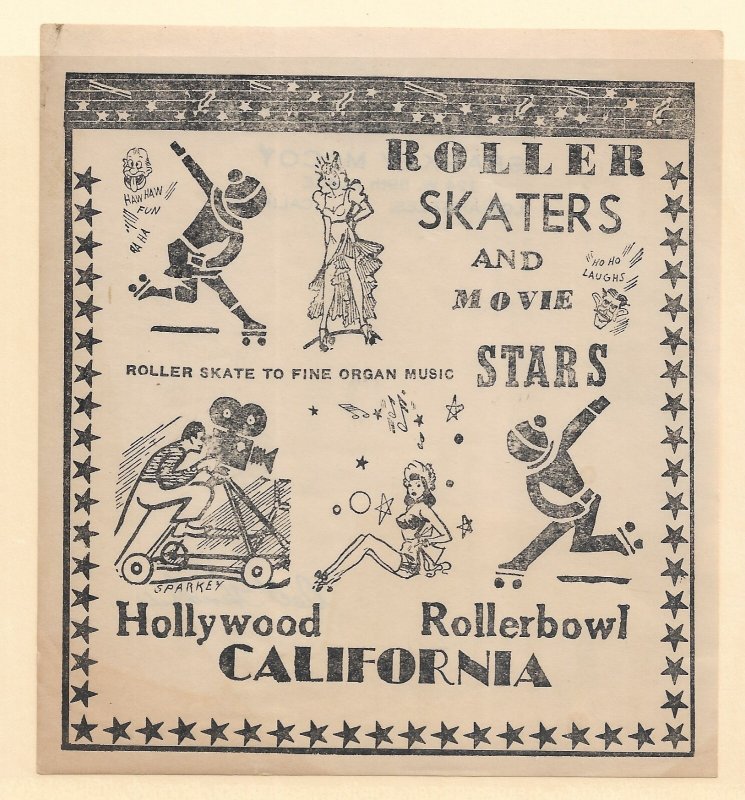 ROLLER
SKATERS
AND
MOVIE
STARS
HAW HAW
FUN
HA HA
"HO HO"
LAUGHS
ROLLER SKATE TO FINE ORGAN MUSIC
SPARKEY
Hollywood Rollerbowl
CALIFORNIA